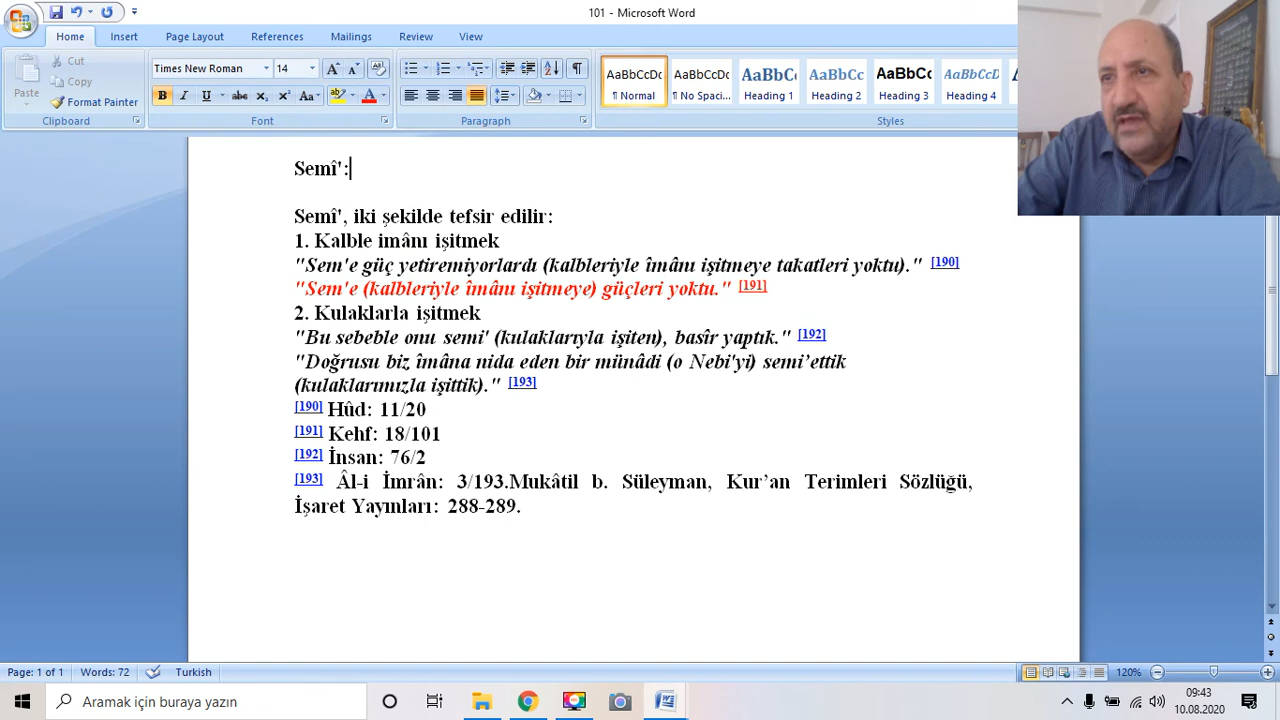 101 - Microsoft Word
Home Insert Page Layout References Mailings Review View
Paste Cut Copy Format Painter
Times New Roman 14
B I U abc x₂ x² Aa A
AaBbCcDc AaBbCcDc AaBbCc AaBbCc AaBbCc AaBbCcD
¶ Normal ¶ No Spaci... Heading 1 Heading 2 Heading 3 Heading 4
Clipboard Font Paragraph Styles
Semî':
Semî', iki şekilde tefsir edilir:
1. Kalble imânı işitmek
"Sem'e güç yetiremiyorlardı (kalbleriyle îmânı işitmeye takatleri yoktu)." [190]
"Sem'e (kalbleriyle îmânı işitmeye) güçleri yoktu." [191]
2. Kulaklarla işitmek
"Bu sebeble onu semi' (kulaklarıyla işiten), basîr yaptık." [192]
"Doğrusu biz îmâna nida eden bir münâdi (o Nebi'yi) semi’ettik
(kulaklarımızla işittik)." [193]
[190] Hûd: 11/20
[191] Kehf: 18/101
[192] İnsan: 76/2
[193] Âl-i İmrân: 3/193.Mukâtil b. Süleyman, Kur’an Terimleri Sözlüğü,
İşaret Yayınları: 288-289.
Page: 1 of 1 Words: 72 Turkish 120%
Aramak için buraya yazın
09:43
10.08.2020